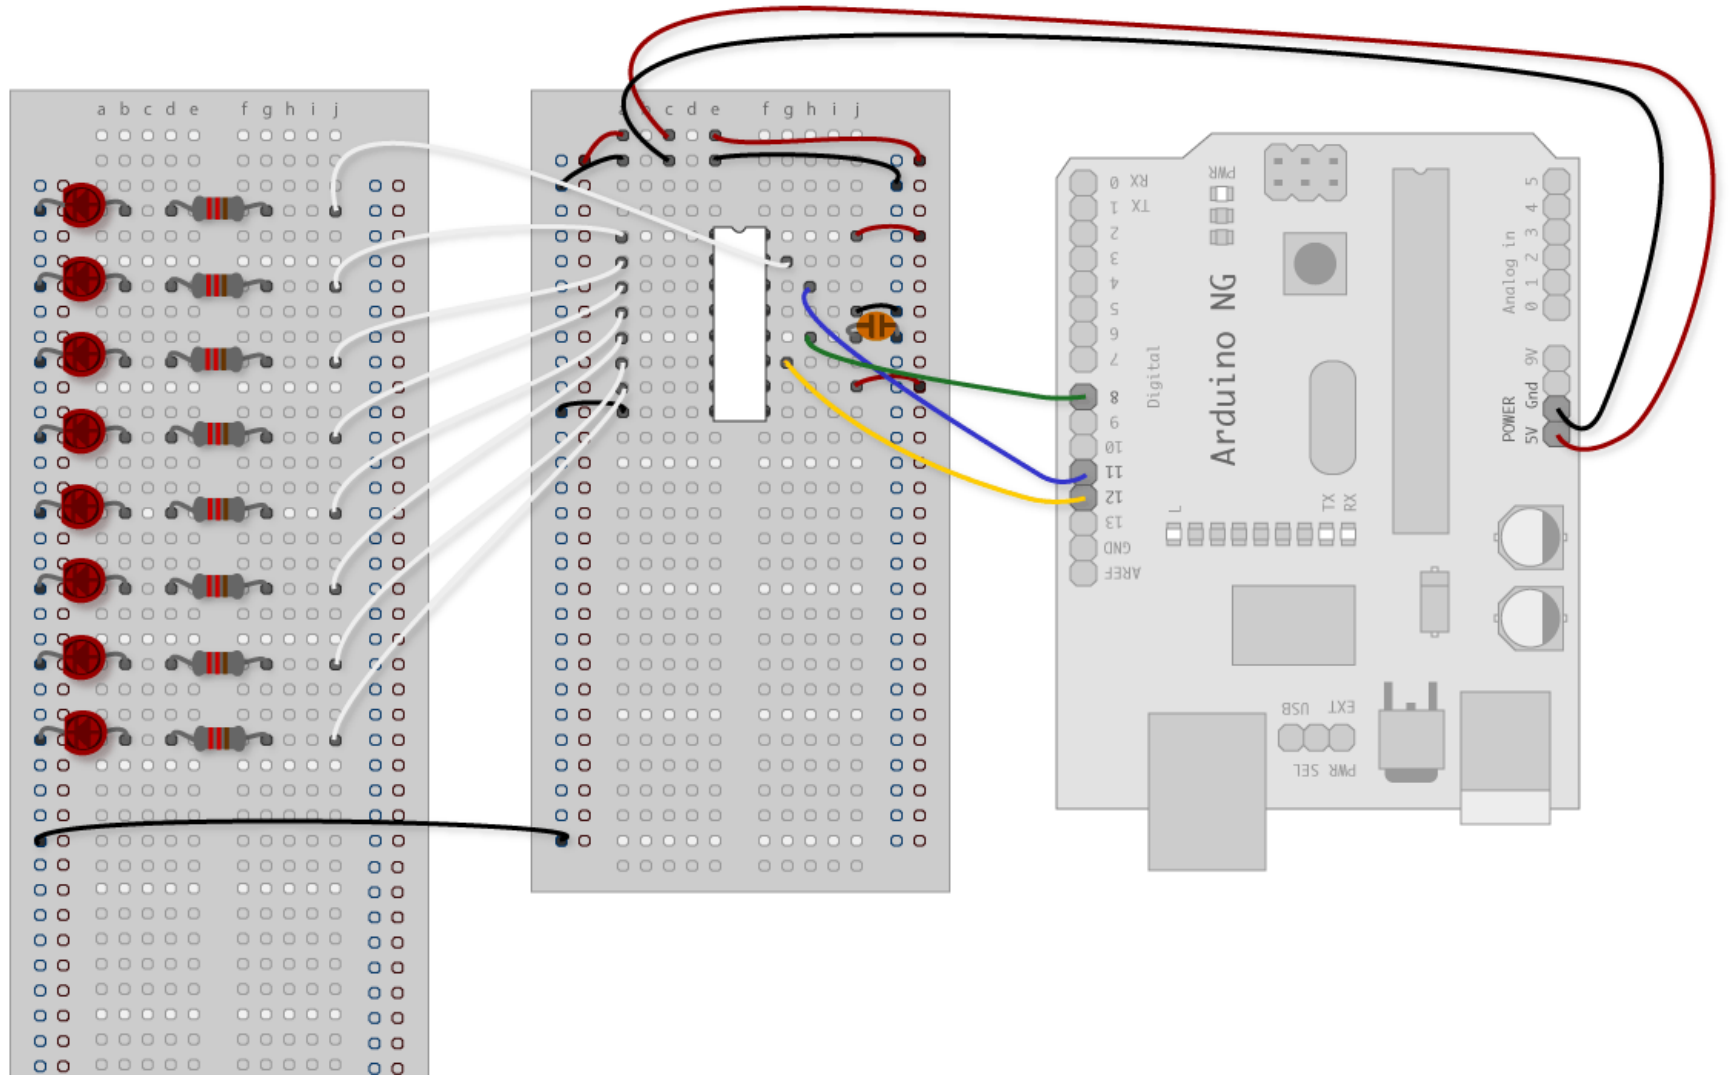 a b c d e f g h i j
a b c d e f g h i j
RX 0
TX 1
2
3
4
5
6
7
8
9
10
11
12
13
GND
AREF
Digital
PWR
Arduino NG
L
TX
RX
5
4
3
2
1
0
Analog in
9V
Gnd
5V
POWER
USB EXT
PWR SEL